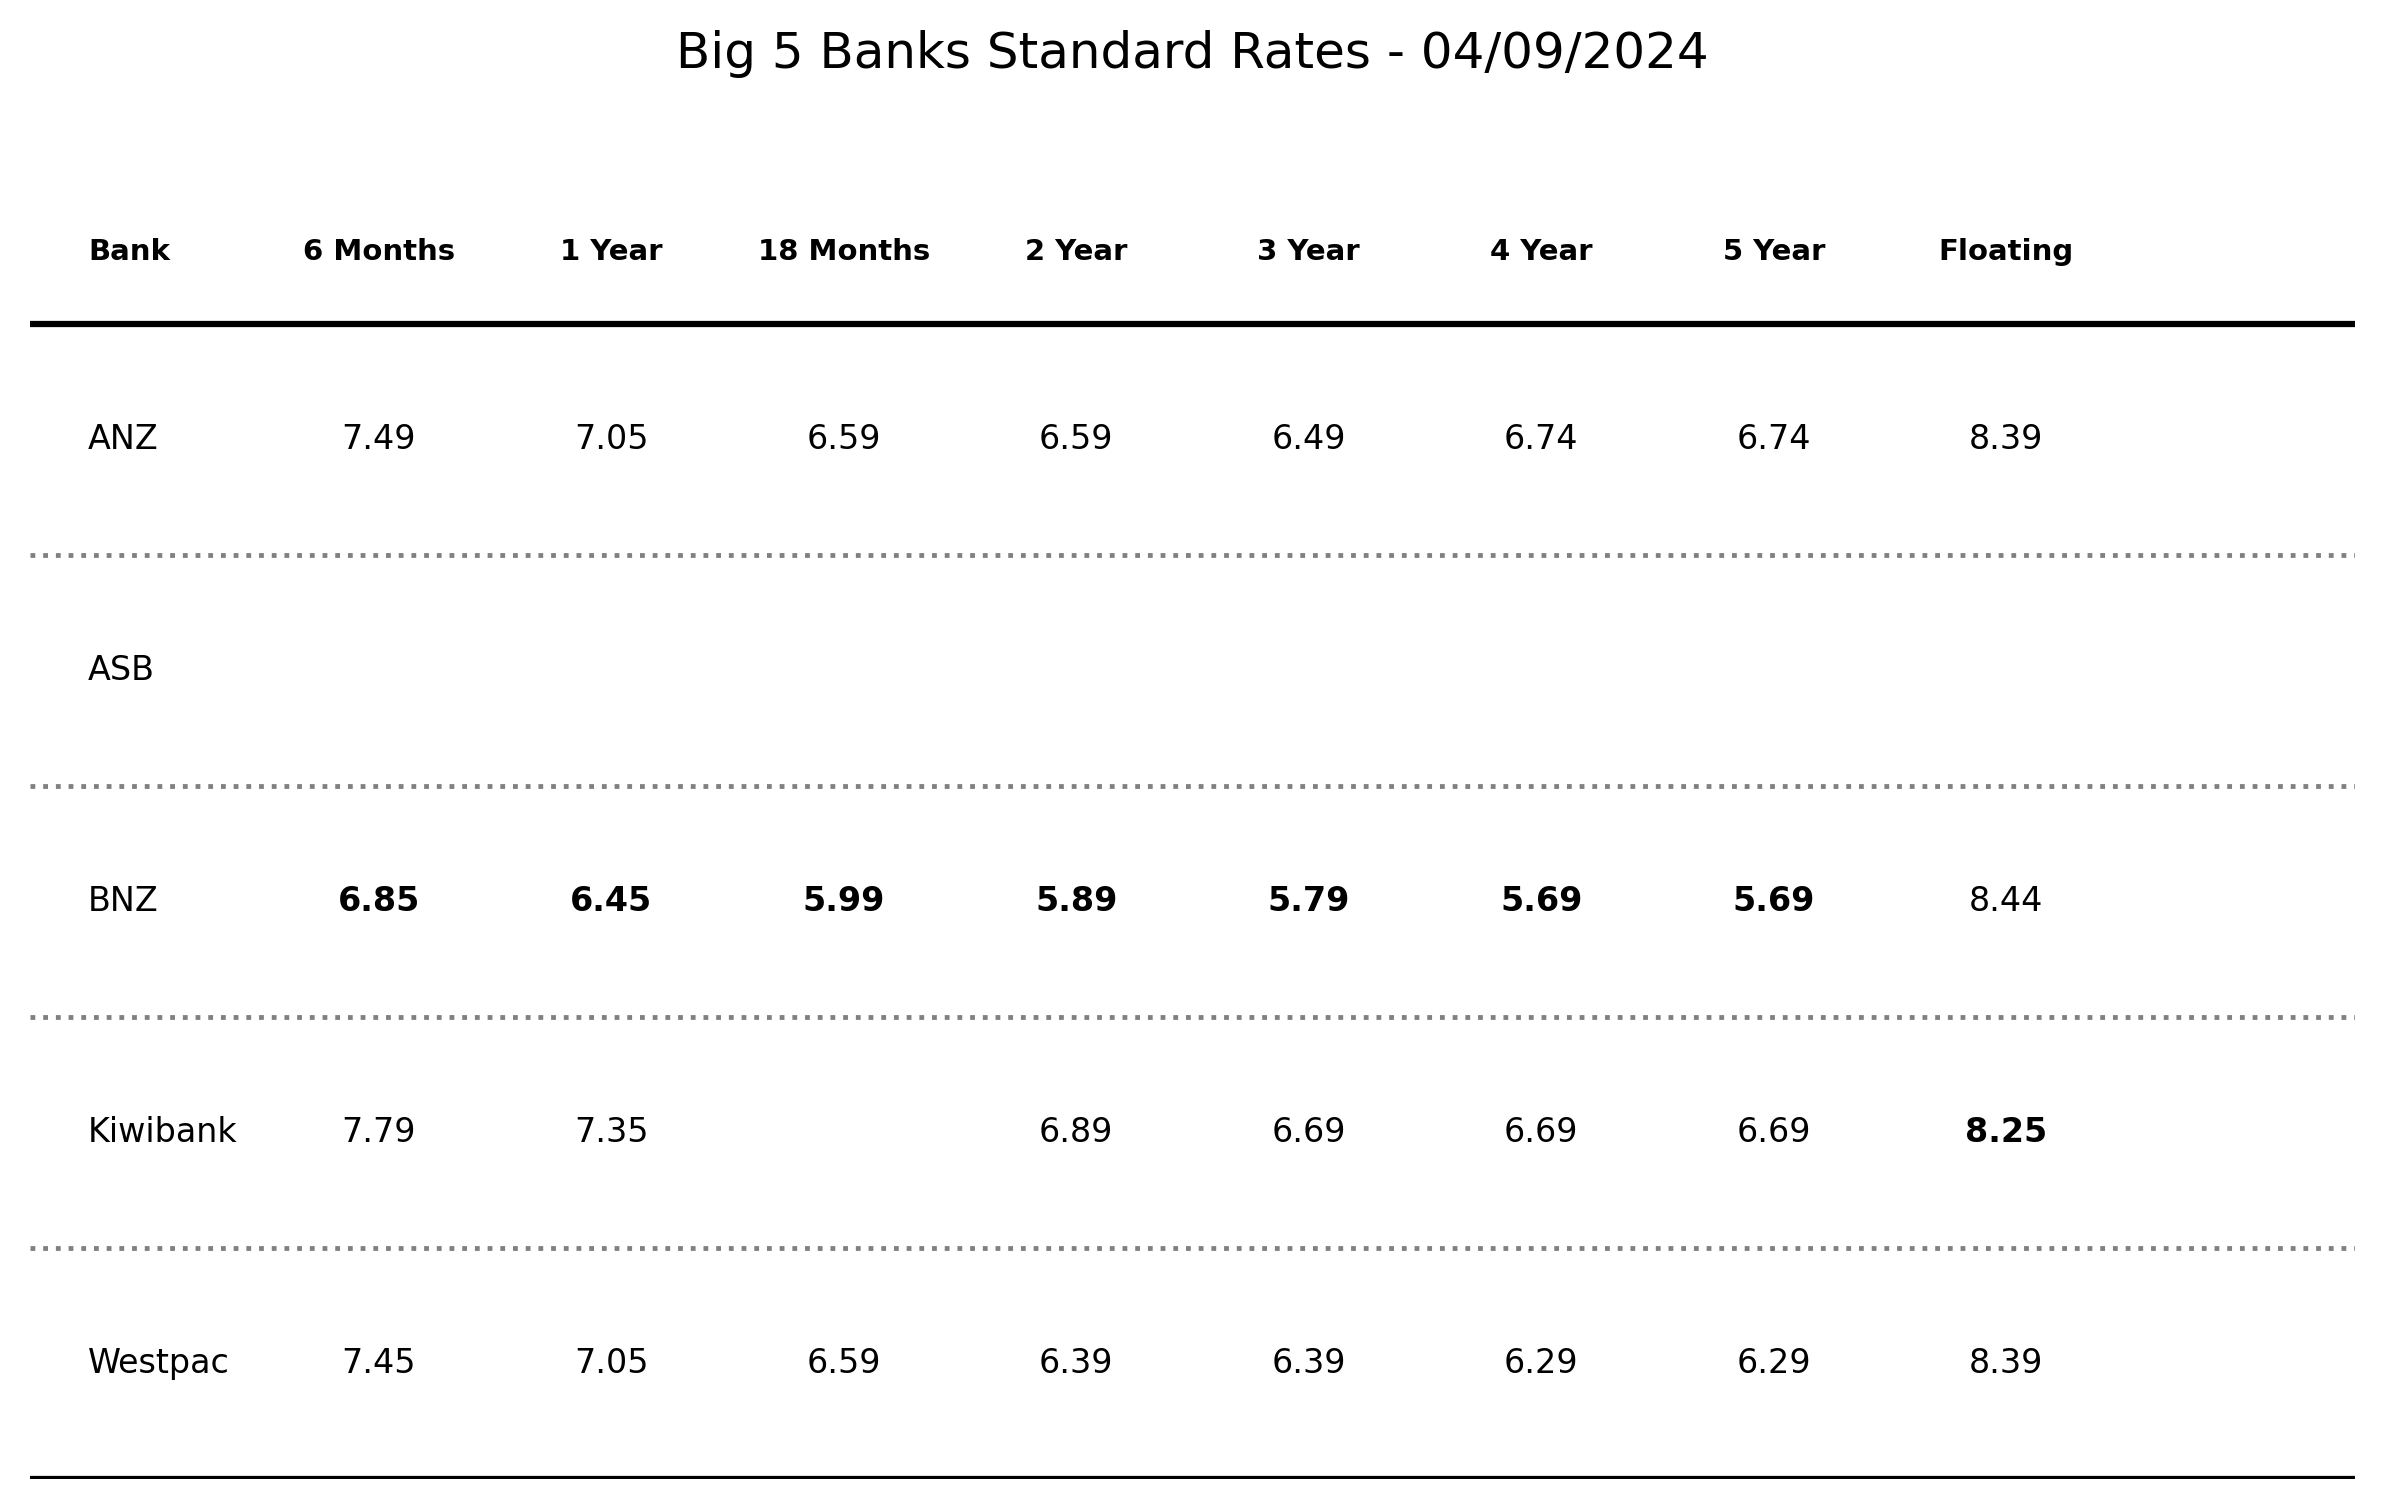 Big 5 Banks Standard Rates - 04/09/2024
Bank 6 Months 1 Year 18 Months 2 Year 3 Year 4 Year 5 Year Floating
ANZ 7.49 7.05 6.59 6.59 6.49 6.74 6.74 8.39
ASB
BNZ 6.85 6.45 5.99 5.89 5.79 5.69 5.69 8.44
Kiwibank 7.79 7.35 6.89 6.69 6.69 6.69 8.25
Westpac 7.45 7.05 6.59 6.39 6.39 6.29 6.29 8.39